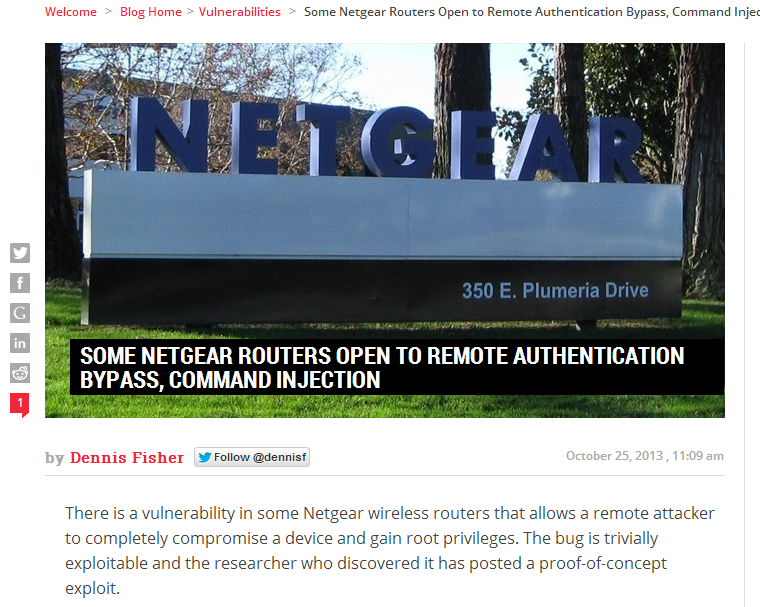 Welcome > Blog Home > Vulnerabilities > Some Netgear Routers Open to Remote Authentication Bypass, Command Injec
NETGEAR
350 E. Plumeria Drive
SOME NETGEAR ROUTERS OPEN TO REMOTE AUTHENTICATION
BYPASS, COMMAND INJECTION
f
G
in
1
by Dennis Fisher Follow @dennisf October 25, 2013 , 11:09 am
There is a vulnerability in some Netgear wireless routers that allows a remote attacker
to completely compromise a device and gain root privileges. The bug is trivially
exploitable and the researcher who discovered it has posted a proof-of-concept
exploit.